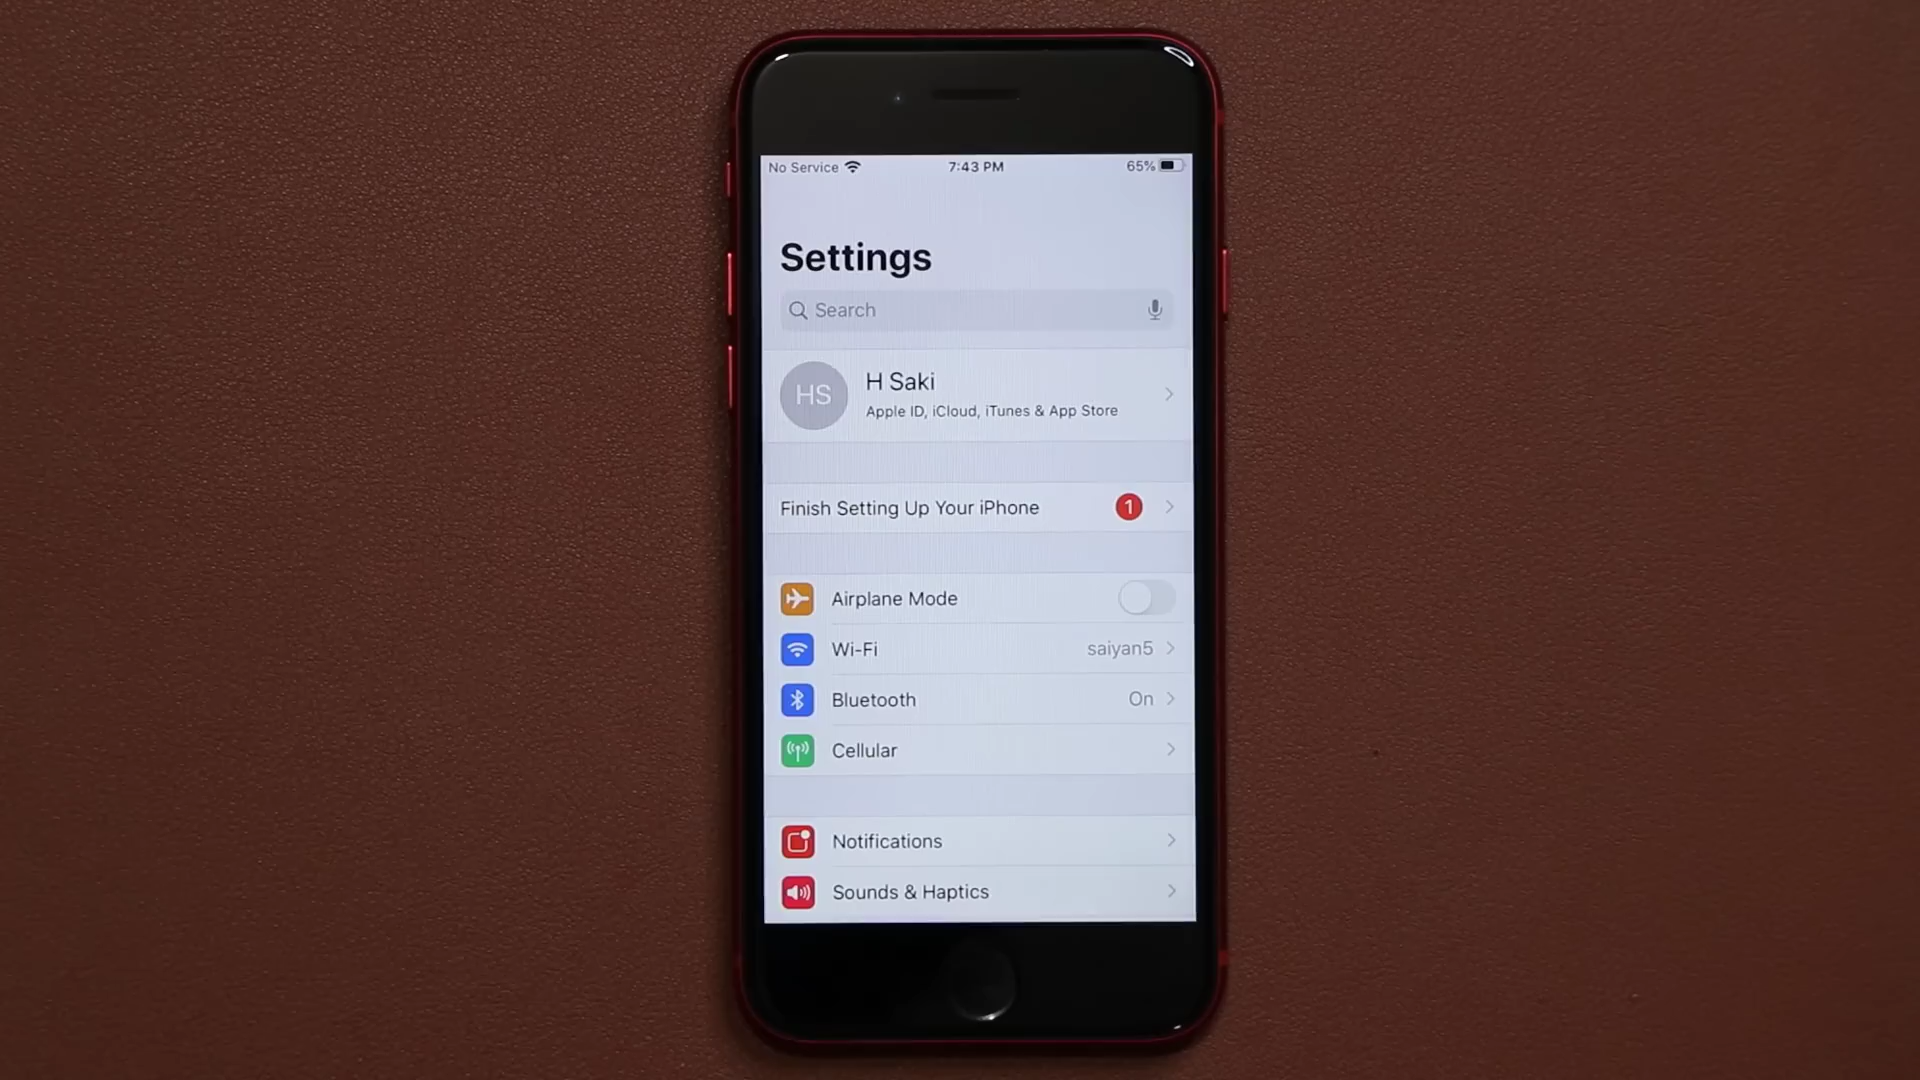 No Service 7:43 PM 65%
Settings
Search
HS
H Saki
Apple ID, iCloud, iTunes & App Store
Finish Setting Up Your iPhone 1
Airplane Mode
Wi-Fi saiyan5
Bluetooth On
Cellular
Notifications
Sounds & Haptics